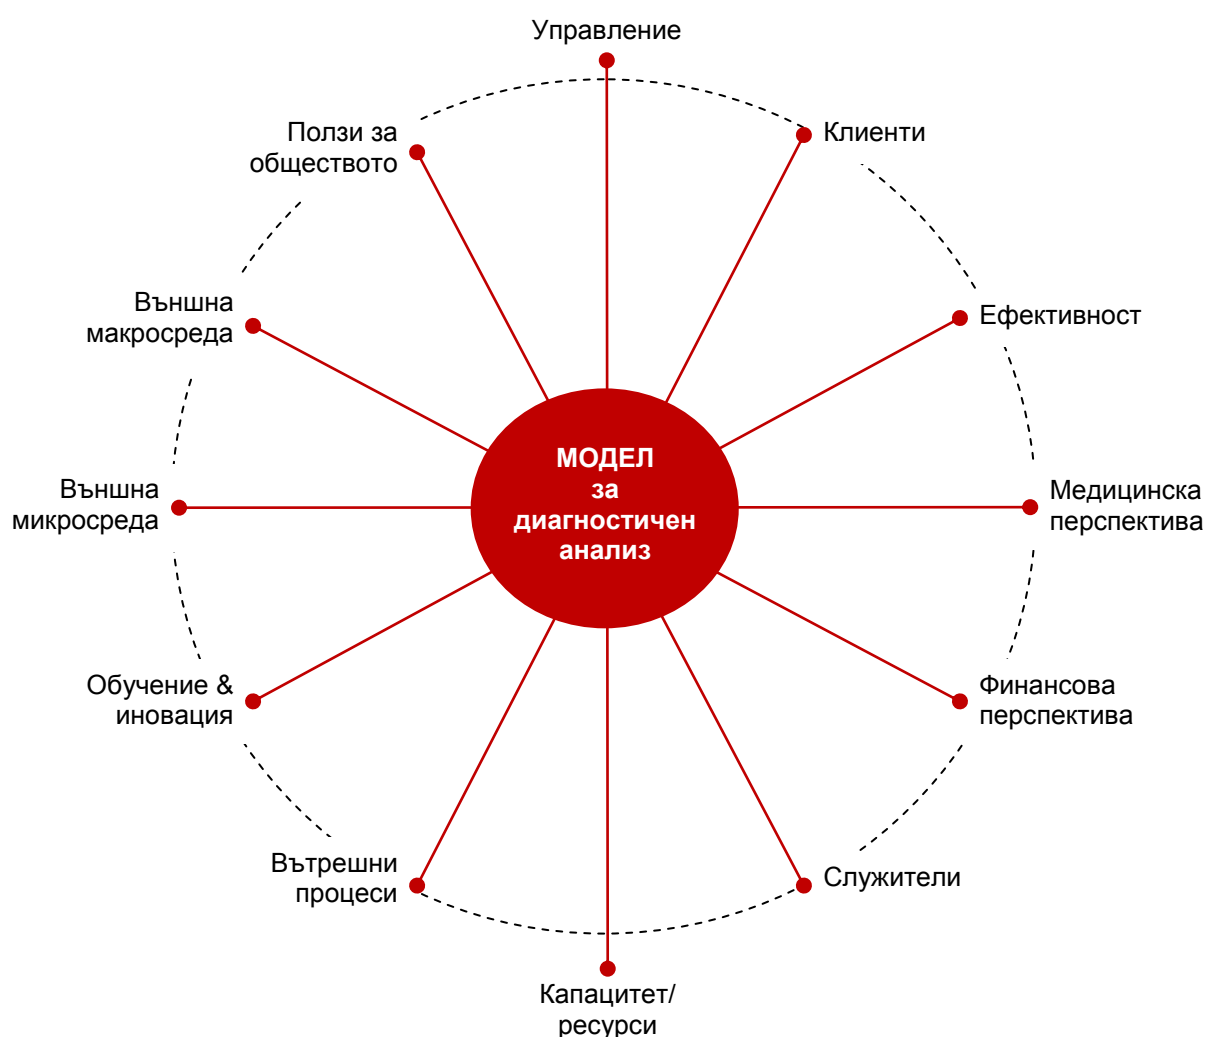 Управление
Клиенти
Ползи за
обществото
Ефективност
Външна
макросреда
МОДЕЛ
за
диагностичен
анализ
Медицинска
перспектива
Външна
микросреда
Финансова
перспектива
Обучение &
иновация
Служители
Вътрешни
процеси
Капацитет/
ресурси